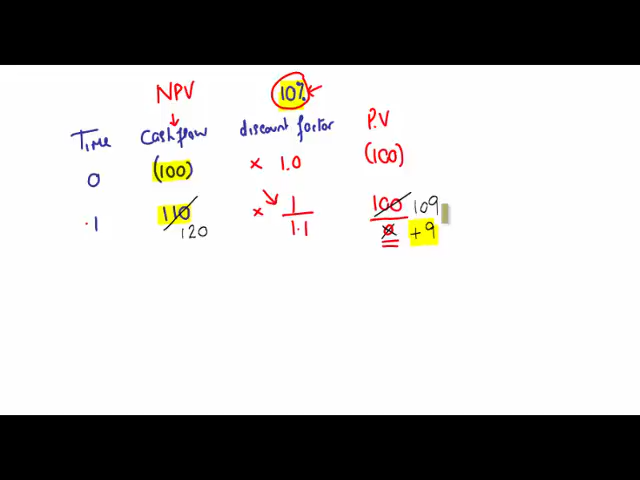 NPV 10%
Time Cashflow discount factor P.V
0 (100) × 1.0 (100)
1 110 × 1 100 109
120 1.1 0 +9